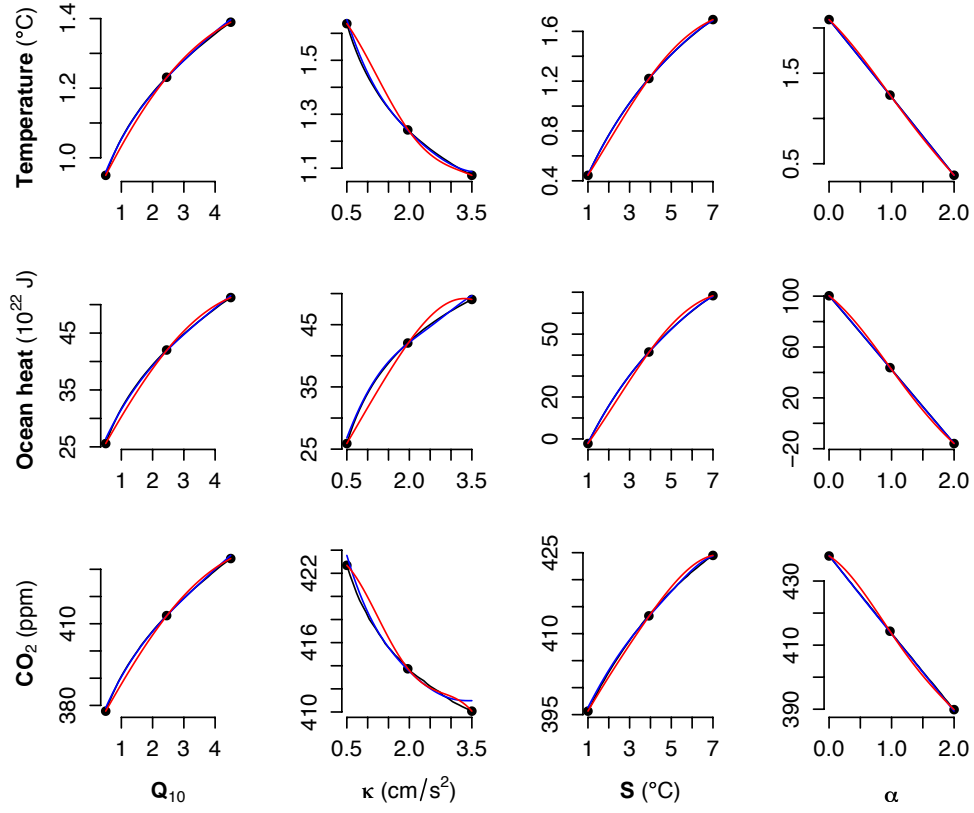 Temperature (°C)
1.0 1.2 1.4
1 2 3 4
1.1 1.3 1.5
0.5 2.0 3.5
0.4 0.8 1.2 1.6
1 3 5 7
0.5 1.5
0.0 1.0 2.0
Ocean heat (10²² J)
25 35 45
1 2 3 4
25 35 45
0.5 2.0 3.5
0 20 50
1 3 5 7
−20 20 40 60 100
0.0 1.0 2.0
CO₂ (ppm)
380 410
1 2 3 4
410 416 422
0.5 2.0 3.5
395 410 425
1 3 5 7
390 410 430
0.0 1.0 2.0
Q₁₀
κ (cm/s²)
S (°C)
α